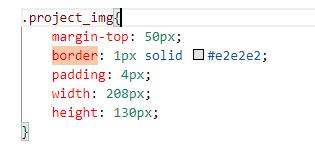 .project_img{
margin-top: 50px;
border: 1px solid #e2e2e2;
padding: 4px;
width: 208px;
height: 130px;
}